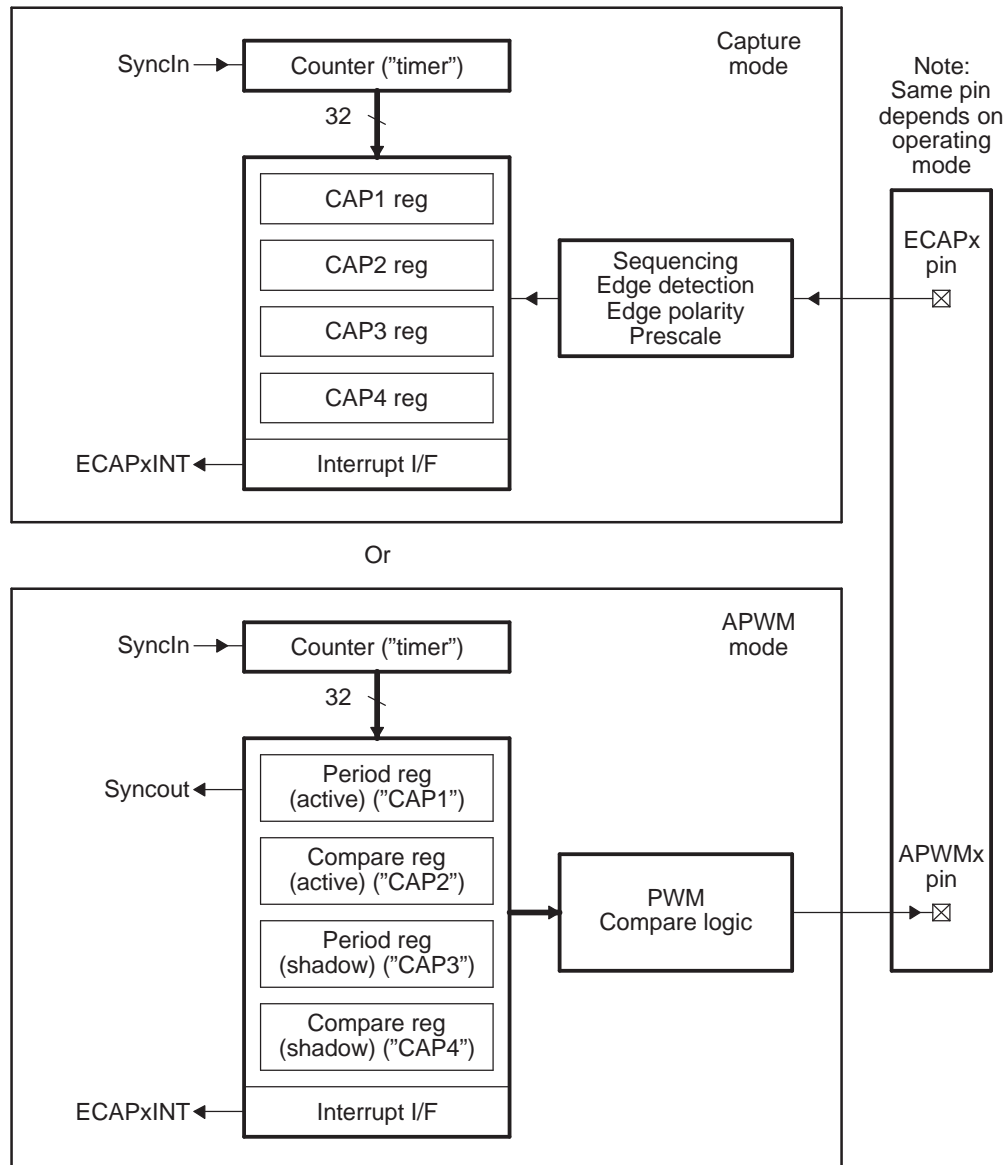 Capture
mode
SyncIn
Counter (”timer”)
32
CAP1 reg
CAP2 reg
CAP3 reg
CAP4 reg
Interrupt I/F
ECAPxINT
Sequencing
Edge detection
Edge polarity
Prescale
Note:
Same pin
depends on
operating
mode
ECAPx
pin
Or
APWM
mode
SyncIn
Counter (”timer”)
32
Syncout
Period reg
(active) (”CAP1”)
Compare reg
(active) (”CAP2”)
Period reg
(shadow) (”CAP3”)
Compare reg
(shadow) (”CAP4”)
Interrupt I/F
ECAPxINT
PWM
Compare logic
APWMx
pin